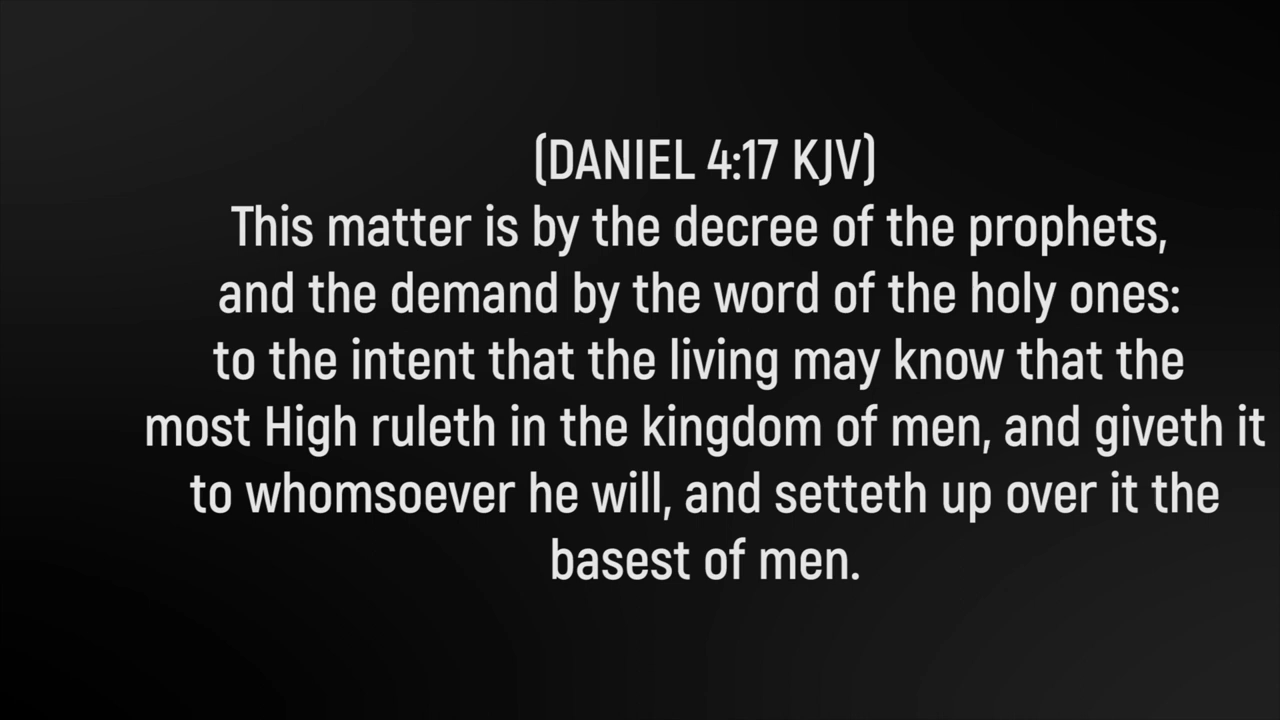 (DANIEL 4:17 KJV)
This matter is by the decree of the prophets,
and the demand by the word of the holy ones:
to the intent that the living may know that the
most High ruleth in the kingdom of men, and giveth it
to whomsoever he will, and setteth up over it the
basest of men.